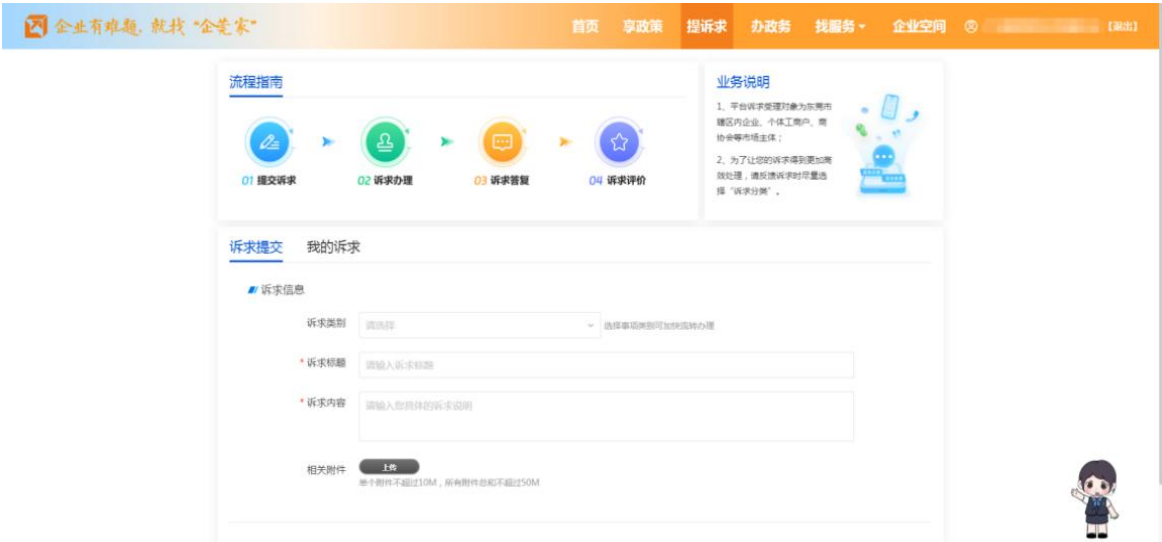 企业有难题，就找“企莞家”
首页 享政策 提诉求 办政务 找服务 企业空间 【退出】
流程指南
01 提交诉求
02 诉求办理
03 诉求答复
04 诉求评价
业务说明
1、平台诉求受理对象为东莞市
辖区内企业、个体工商户、商
协会等市场主体；
2、为了让您的诉求得到更加高
效处理，请反馈诉求时尽量选
择“诉求分类”。
诉求提交 我的诉求
诉求信息
诉求类别 请选择 选择事项类别可加快流转办理
* 诉求标题 请输入诉求标题
* 诉求内容 请输入您具体的诉求说明
相关附件 上传
单个附件不超过10M，所有附件总和不超过50M